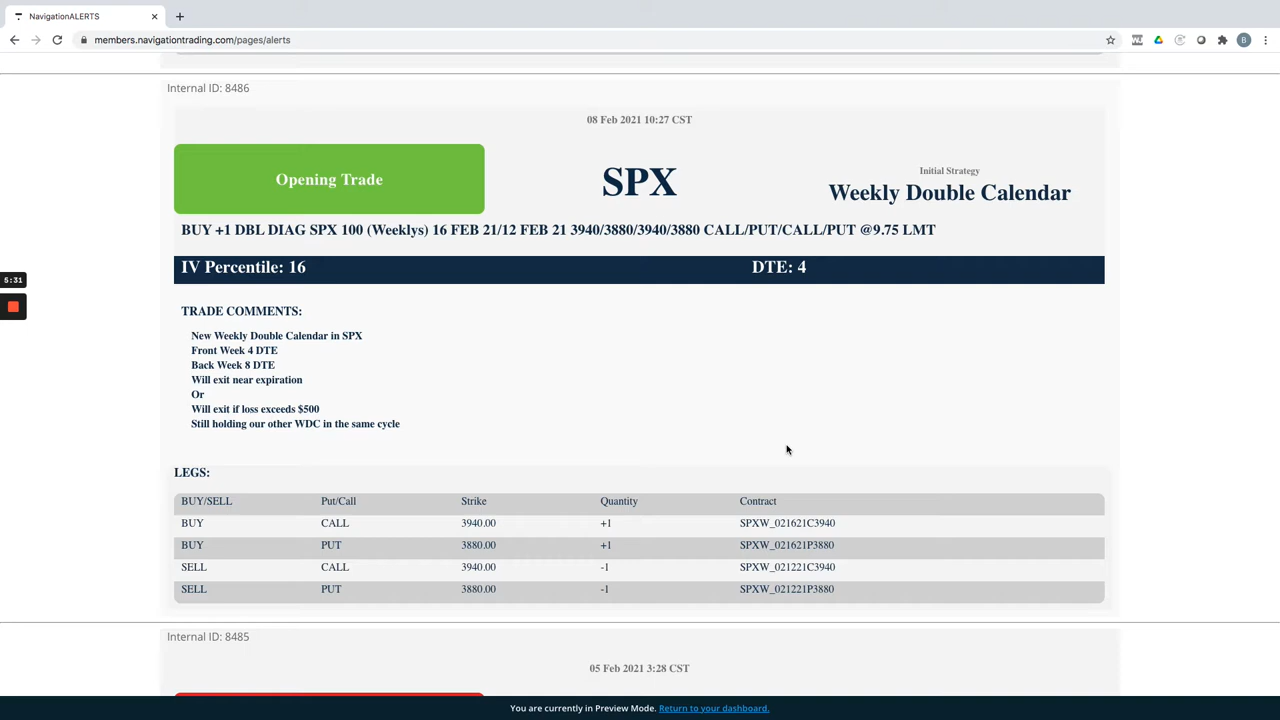 NavigationALERTS
members.navigationtrading.com/pages/alerts
B
Internal ID: 8486
08 Feb 2021 10:27 CST
Opening Trade
SPX
Initial Strategy
Weekly Double Calendar
BUY +1 DBL DIAG SPX 100 (Weeklys) 16 FEB 21/12 FEB 21 3940/3880/3940/3880 CALL/PUT/CALL/PUT @9.75 LMT
IV Percentile: 16 DTE: 4
5:31
TRADE COMMENTS:
New Weekly Double Calendar in SPX
Front Week 4 DTE
Back Week 8 DTE
Will exit near expiration
Or
Will exit if loss exceeds $500
Still holding our other WDC in the same cycle
LEGS:
BUY/SELL Put/Call Strike Quantity Contract
BUY CALL 3940.00 +1 SPXW_021621C3940
BUY PUT 3880.00 +1 SPXW_021621P3880
SELL CALL 3940.00 -1 SPXW_021221C3940
SELL PUT 3880.00 -1 SPXW_021221P3880
Internal ID: 8485
05 Feb 2021 3:28 CST
You are currently in Preview Mode. Return to your dashboard.